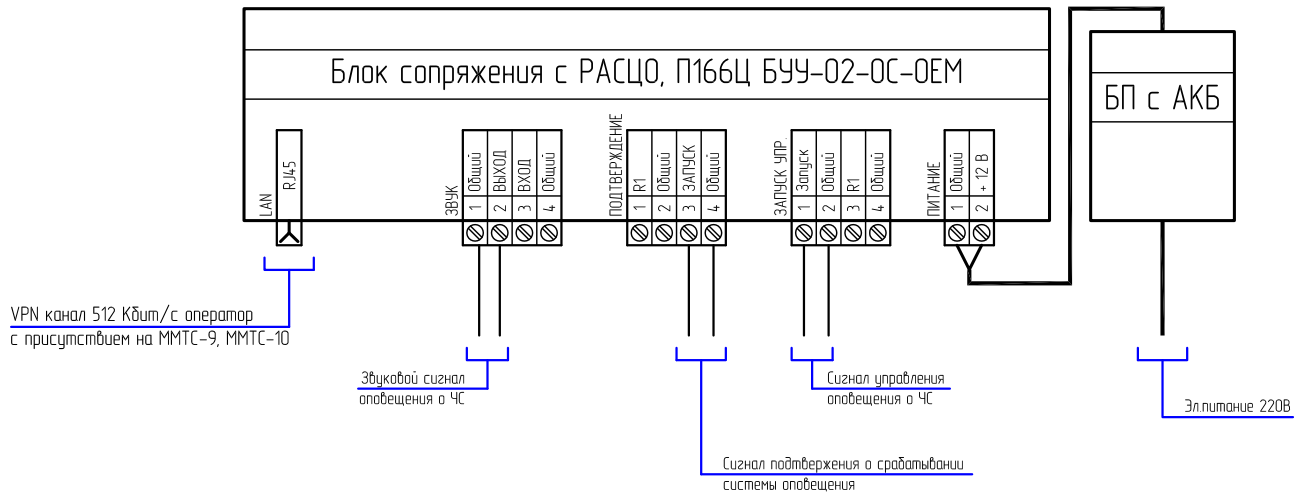 Блок сопряжения с РАСЦО, П166Ц БУУ-02-ОС-ОЕМ
БП с АКБ
LAN
RJ45
ЗВУК
1 Общий
2 ВЫХОД
3 ВХОД
4 Общий
ПОДТВЕРЖДЕНИЕ
1 R1
2 Общий
3 ЗАПУСК
4 Общий
ЗАПУСК УПР.
1 Запуск
2 Общий
3 R1
4 Общий
ПИТАНИЕ
1 Общий
2 + 12 В
VPN канал 512 Кбит/с оператор
с присутствием на ММТС-9, ММТС-10
Звуковой сигнал
оповещения о ЧС
Сигнал управления
оповещения о ЧС
Эл.питание 220В
Сигнал подтвержения о срабатывании
системы оповещения